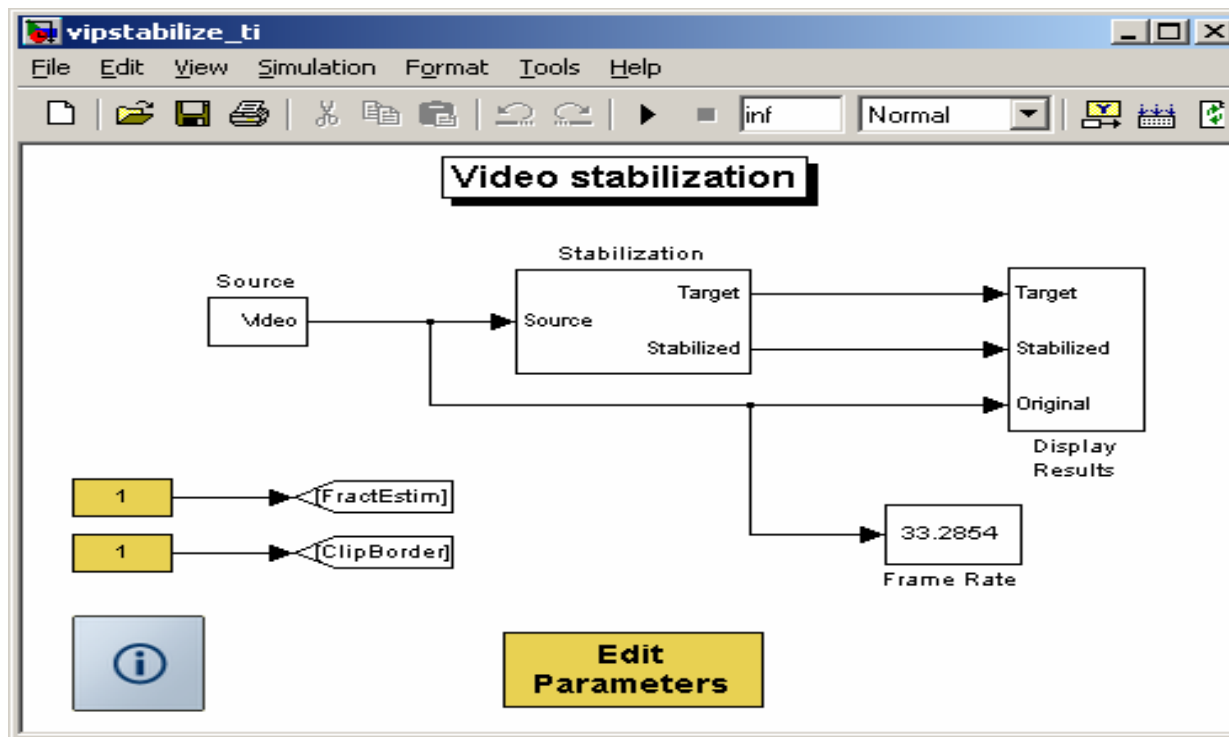 vipstabilize_ti
File Edit View Simulation Format Tools Help
inf Normal
Video stabilization
Stabilization
Source
Video
Source
Target
Stabilized
Target
Stabilized
Original
Display
Results
1
[FractEstim]
1
[ClipBorder]
33.2854
Frame Rate
Edit
Parameters